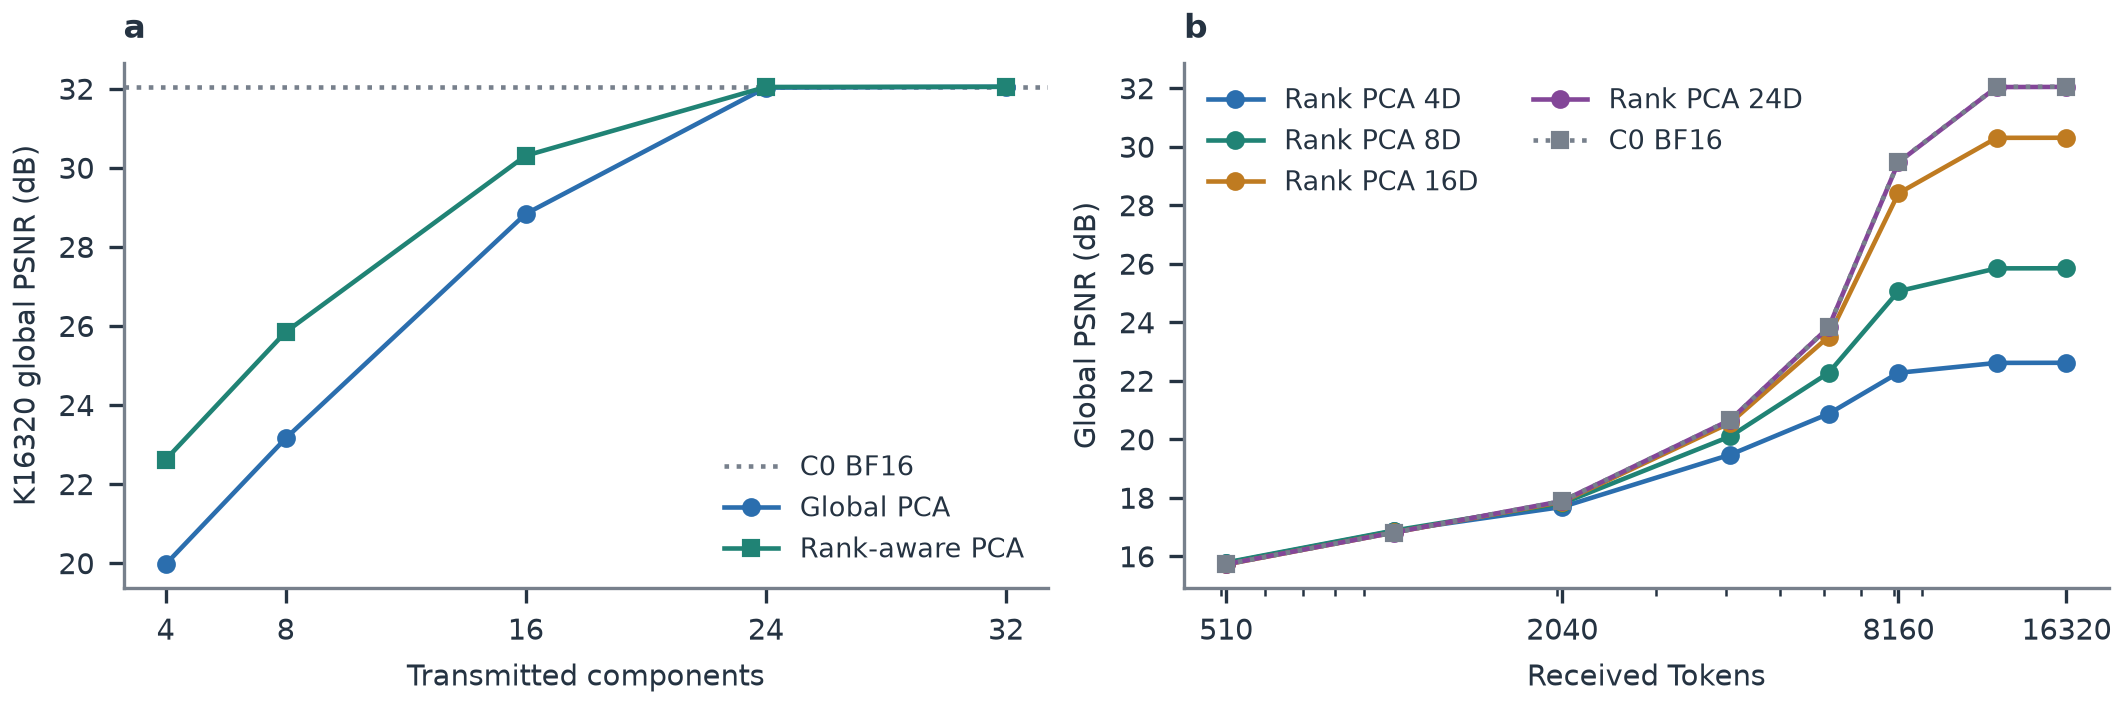 a
K16320 global PSNR (dB)
32
30
28
26
24
22
20
C0 BF16
Global PCA
Rank-aware PCA
4 8 16 24 32
Transmitted components
b
Global PSNR (dB)
32
30
28
26
24
22
20
18
16
Rank PCA 4D
Rank PCA 8D
Rank PCA 16D
Rank PCA 24D
C0 BF16
510 2040 8160 16320
Received Tokens